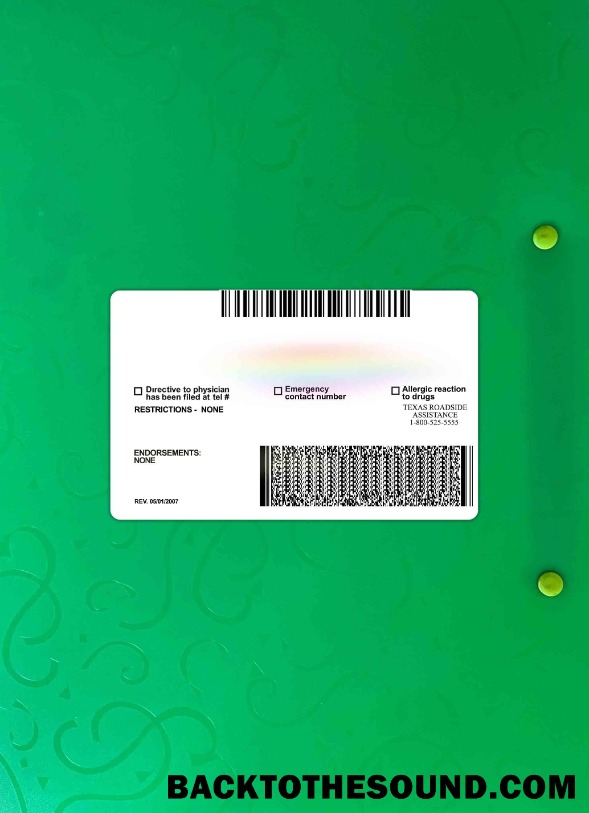 Directive to physician
has been filed at tel #
Emergency
contact number
Allergic reaction
to drugs
RESTRICTIONS - NONE
TEXAS ROADSIDE
ASSISTANCE
1-800-525-5555
ENDORSEMENTS:
NONE
REV. 05/01/2007
BACKTOTHESOUND.COM